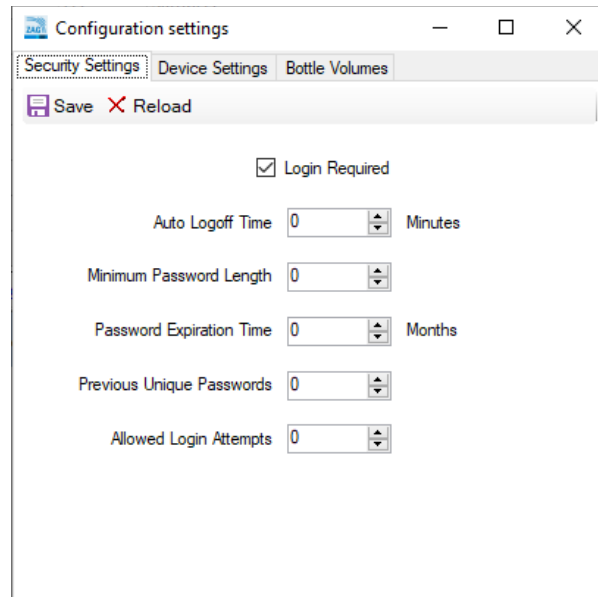 ZAG
Configuration settings
Security Settings Device Settings Bottle Volumes
Save Reload
Login Required
Auto Logoff Time 0 Minutes
Minimum Password Length 0
Password Expiration Time 0 Months
Previous Unique Passwords 0
Allowed Login Attempts 0